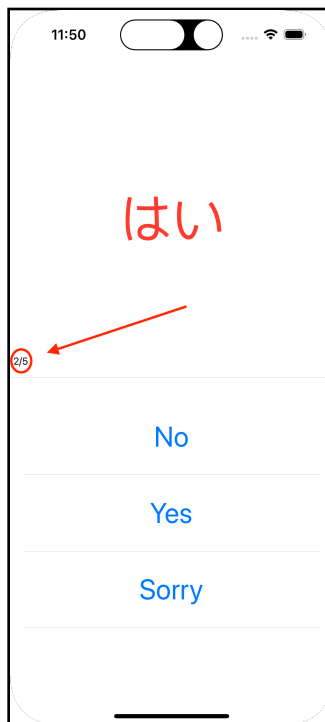 11:50
はい
2/5
No
Yes
Sorry